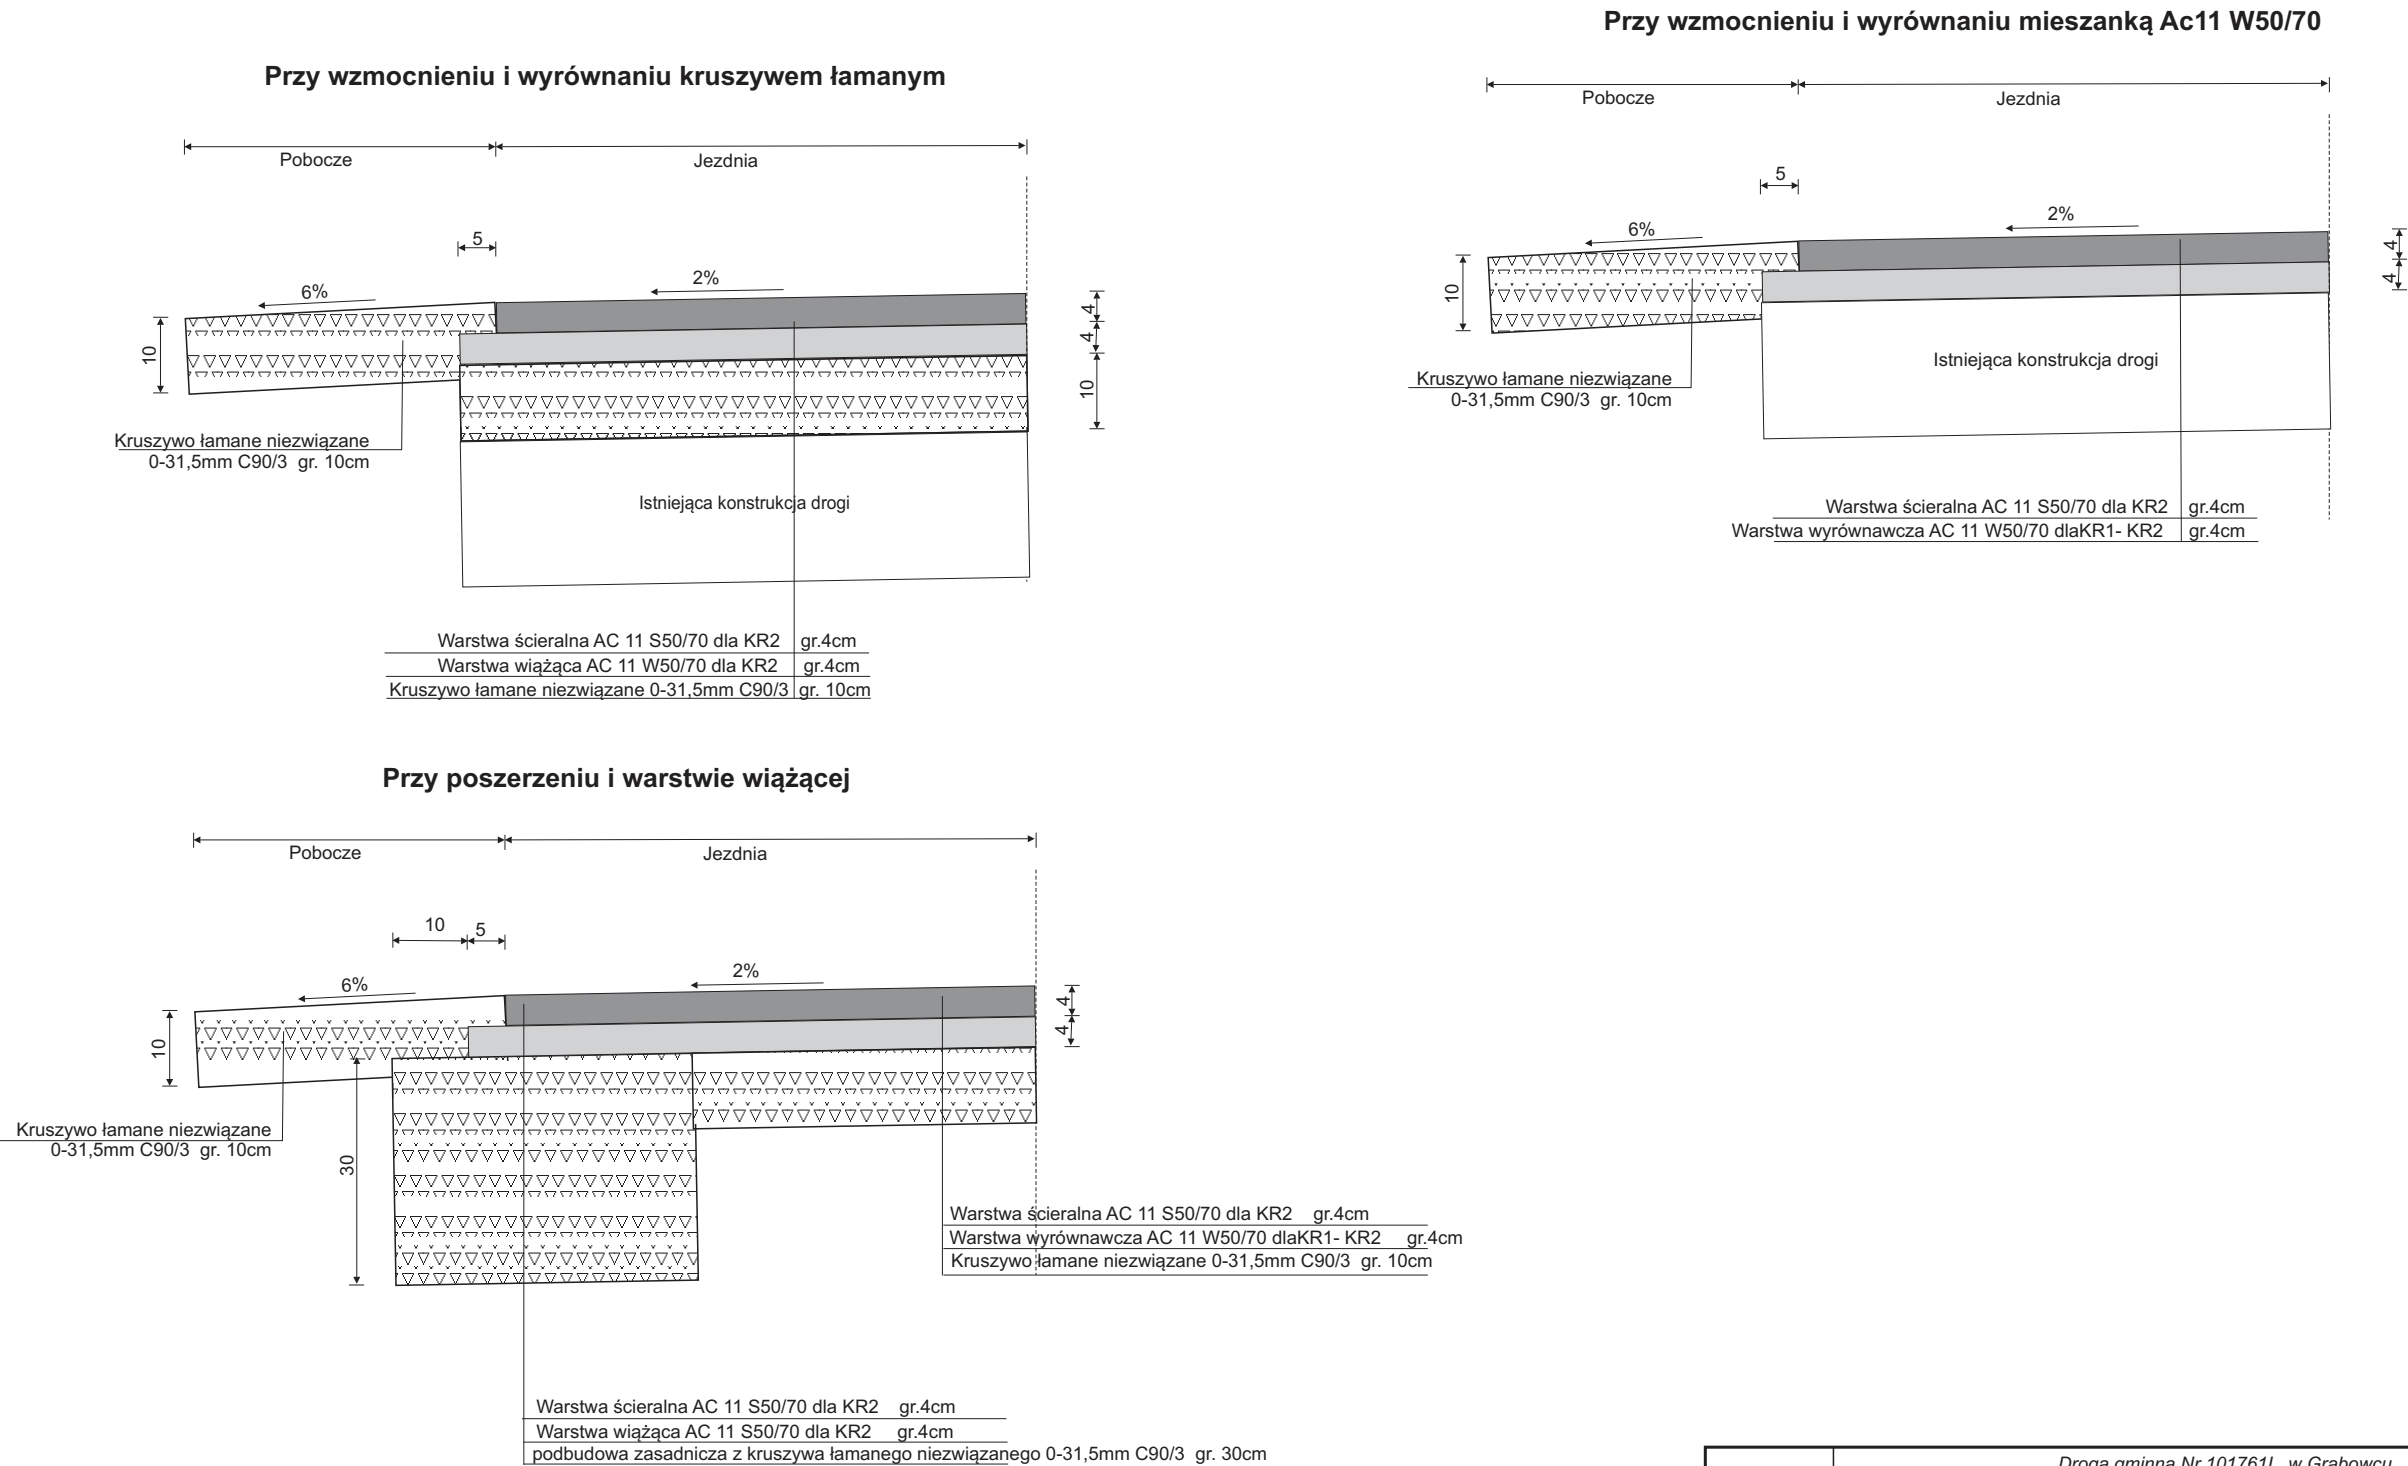 Przy wzmocnieniu i wyrównaniu kruszywem łamanym
Pobocze
Jezdnia
5
6%
2%
10
4
4
10
Kruszywo łamane niezwiązane
0-31,5mm C90/3 gr. 10cm
Istniejąca konstrukcja drogi
Warstwa ścieralna AC 11 S50/70 dla KR2 gr.4cm
Warstwa wiążąca AC 11 W50/70 dla KR2 gr.4cm
Kruszywo łamane niezwiązane 0-31,5mm C90/3 gr. 10cm
Przy wzmocnieniu i wyrównaniu mieszanką Ac11 W50/70
Pobocze
Jezdnia
5
6%
2%
10
4
4
Kruszywo łamane niezwiązane
0-31,5mm C90/3 gr. 10cm
Istniejąca konstrukcja drogi
Warstwa ścieralna AC 11 S50/70 dla KR2 gr.4cm
Warstwa wyrównawcza AC 11 W50/70 dlaKR1- KR2 gr.4cm
Przy poszerzeniu i warstwie wiążącej
Pobocze
Jezdnia
10
5
6%
2%
10
4
4
30
Kruszywo łamane niezwiązane
0-31,5mm C90/3 gr. 10cm
Warstwa ścieralna AC 11 S50/70 dla KR2 gr.4cm
Warstwa wyrównawcza AC 11 W50/70 dlaKR1- KR2 gr.4cm
Kruszywo łamane niezwiązane 0-31,5mm C90/3 gr. 10cm
Warstwa ścieralna AC 11 S50/70 dla KR2 gr.4cm
Warstwa wiążąca AC 11 S50/70 dla KR2 gr.4cm
podbudowa zasadnicza z kruszywa łamanego niezwiązanego 0-31,5mm C90/3 gr. 30cm
Droga gminna Nr 101761L w Grabowcu